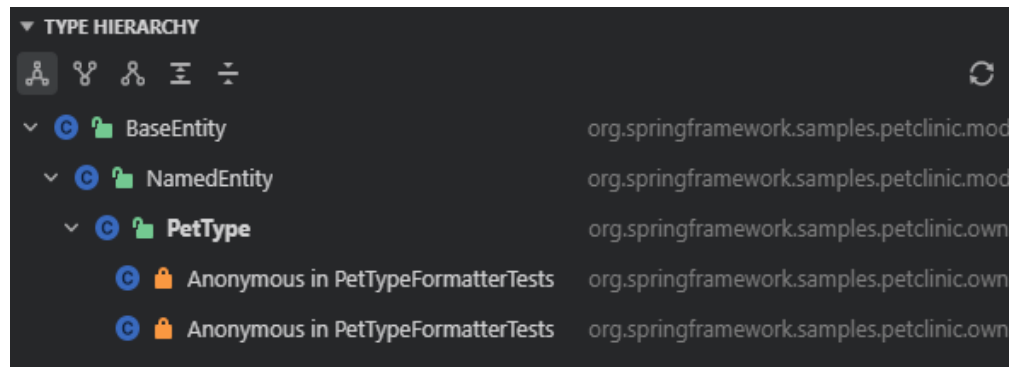 TYPE HIERARCHY
BaseEntity org.springframework.samples.petclinic.mod
NamedEntity org.springframework.samples.petclinic.mod
PetType org.springframework.samples.petclinic.own
Anonymous in PetTypeFormatterTests org.springframework.samples.petclinic.own
Anonymous in PetTypeFormatterTests org.springframework.samples.petclinic.own